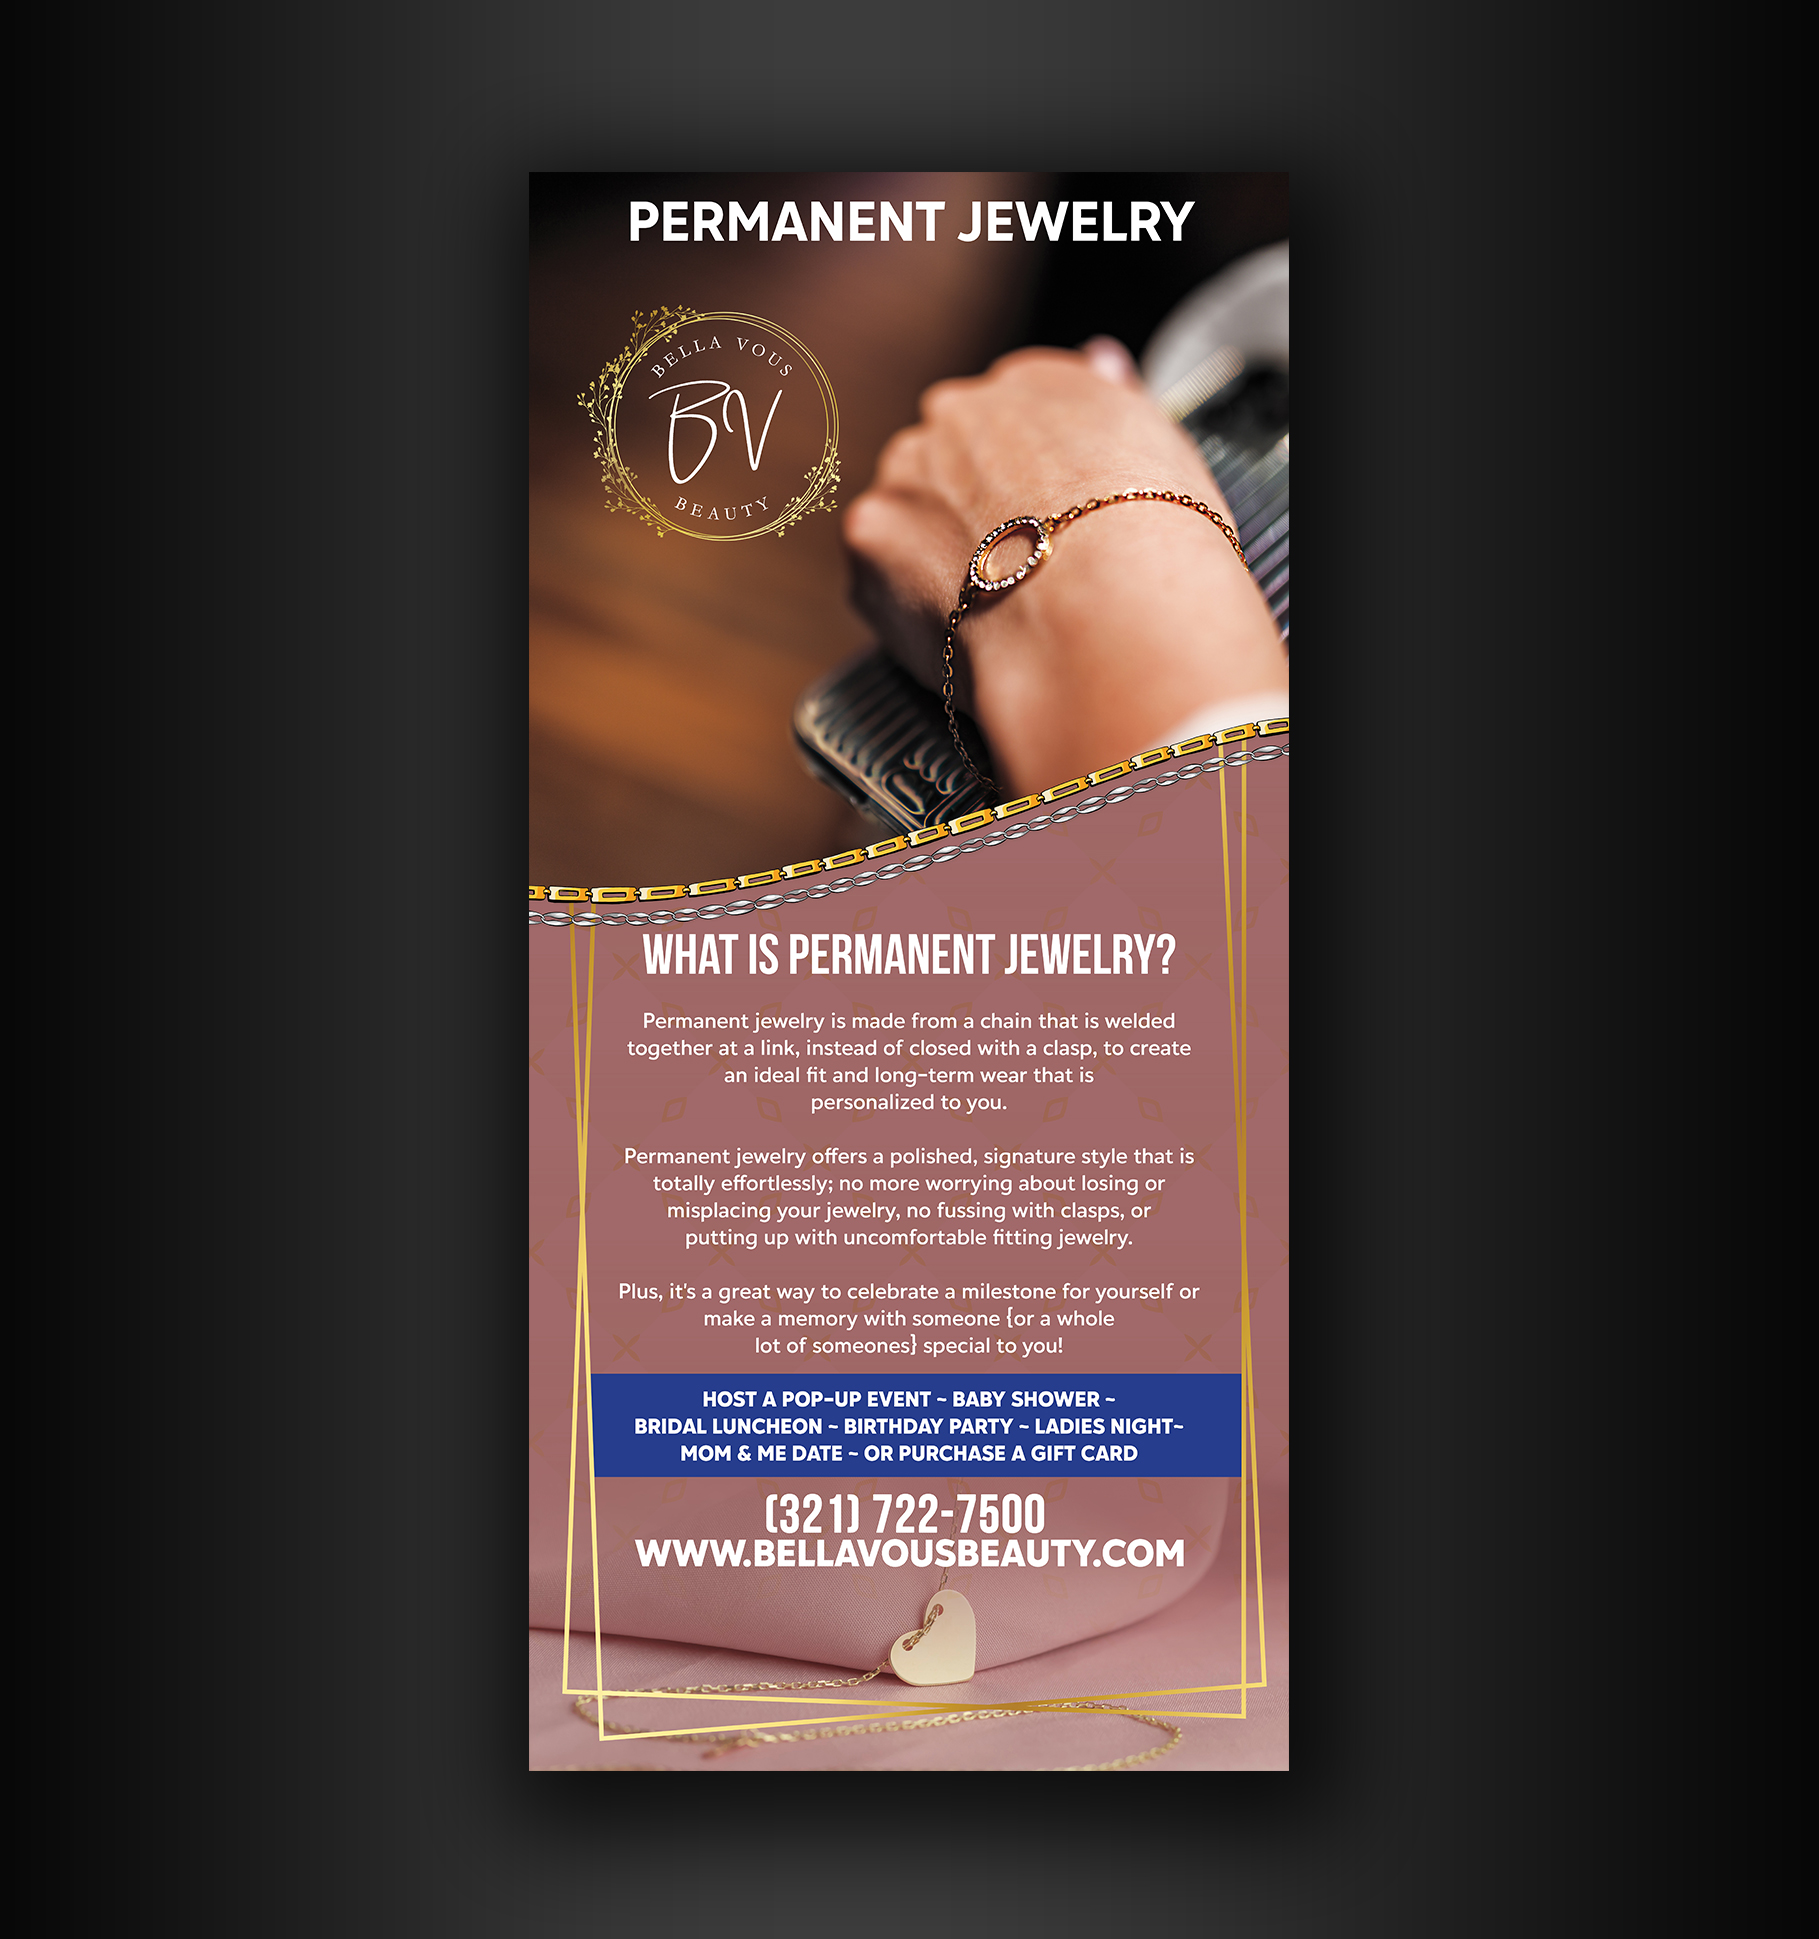 PERMANENT JEWELRY
BELLA VOUS
BV
BEAUTY
WHAT IS PERMANENT JEWELRY?
Permanent jewelry is made from a chain that is welded
together at a link, instead of closed with a clasp, to create
an ideal fit and long-term wear that is
personalized to you.
Permanent jewelry offers a polished, signature style that is
totally effortlessly; no more worrying about losing or
misplacing your jewelry, no fussing with clasps, or
putting up with uncomfortable fitting jewelry.
Plus, it's a great way to celebrate a milestone for yourself or
make a memory with someone {or a whole
lot of someones} special to you!
HOST A POP-UP EVENT ~ BABY SHOWER ~
BRIDAL LUNCHEON ~ BIRTHDAY PARTY ~ LADIES NIGHT~
MOM & ME DATE ~ OR PURCHASE A GIFT CARD
(321) 722-7500
WWW.BELLAVOUSBEAUTY.COM